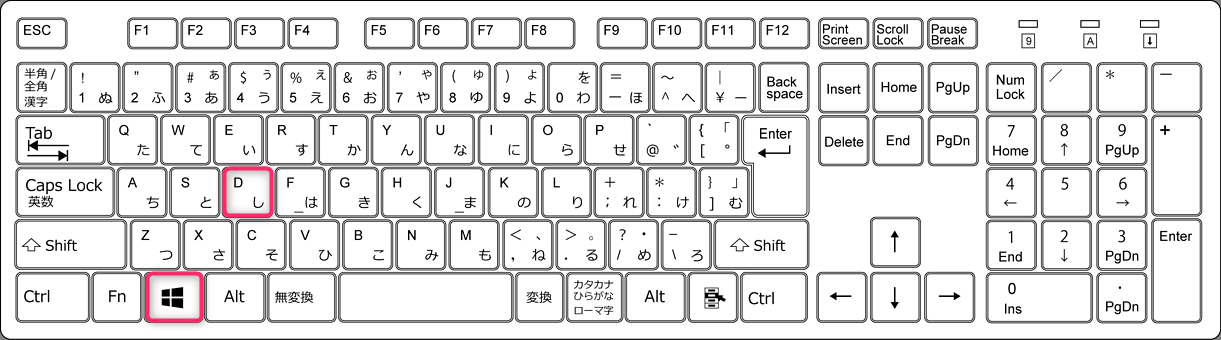 ESC F1 F2 F3 F4 F5 F6 F7 F8 F9 F10 F11 F12 Print Screen Scroll Lock Pause Break 9 A
半角/全角 漢字 ! 1 ぬ " 2 ふ # ぁ 3 あ $ ぅ 4 う % ぇ 5 え & ぉ 6 お ' ゃ 7 や ( ゅ 8 ゆ ) ょ 9 よ を 0 わ = ー ほ ～ ^ へ | ￥ ー Back space Insert Home PgUp Num Lock ／ ＊ ー
Tab Q た W て E い R す T か Y ん U な I に O ら P せ ` @ ゛ { 「 [ ゜ Enter Delete End PgDn 7 Home 8 ↑ 9 PgUp +
Caps Lock 英数 A ち S と D し F _は G き H く J _ま K の L り + ; れ * : け } 」 ] む 4 ← 5 6 →
⇧ Shift Z つ X さ C そ V ひ B こ N み M も < 、 , ね > 。 . る ? ・ / め _ \ ろ ⇧ Shift ↑ 1 End 2 ↓ 3 PgDn Enter
Ctrl Fn Alt 無変換 変換 カタカナ ひらがな ローマ字 Alt Ctrl ← ↓ → 0 Ins . PgDn